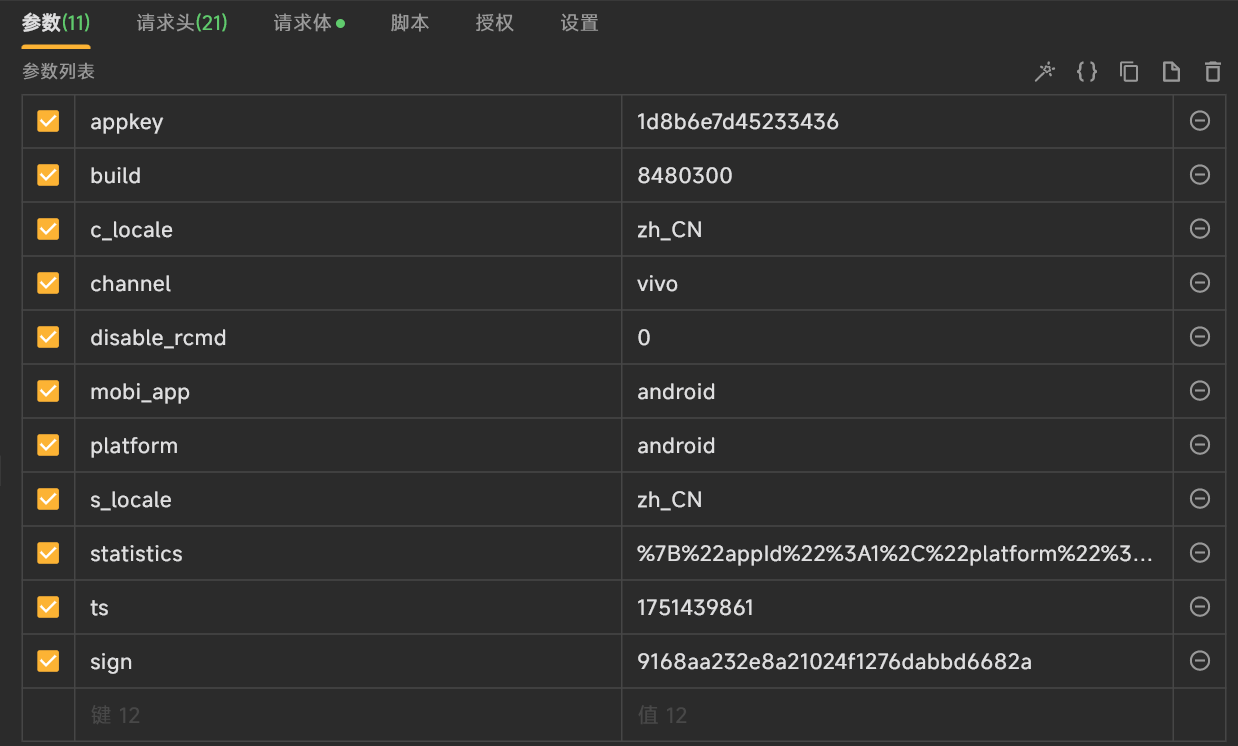 参数(11) 请求头(21) 请求体 脚本 授权 设置
参数列表
appkey 1d8b6e7d45233436
build 8480300
c_locale zh_CN
channel vivo
disable_rcmd 0
mobi_app android
platform android
s_locale zh_CN
statistics %7B%22appId%22%3A1%2C%22platform%22%3...
ts 1751439861
sign 9168aa232e8a21024f1276dabbd6682a
键 12 值 12